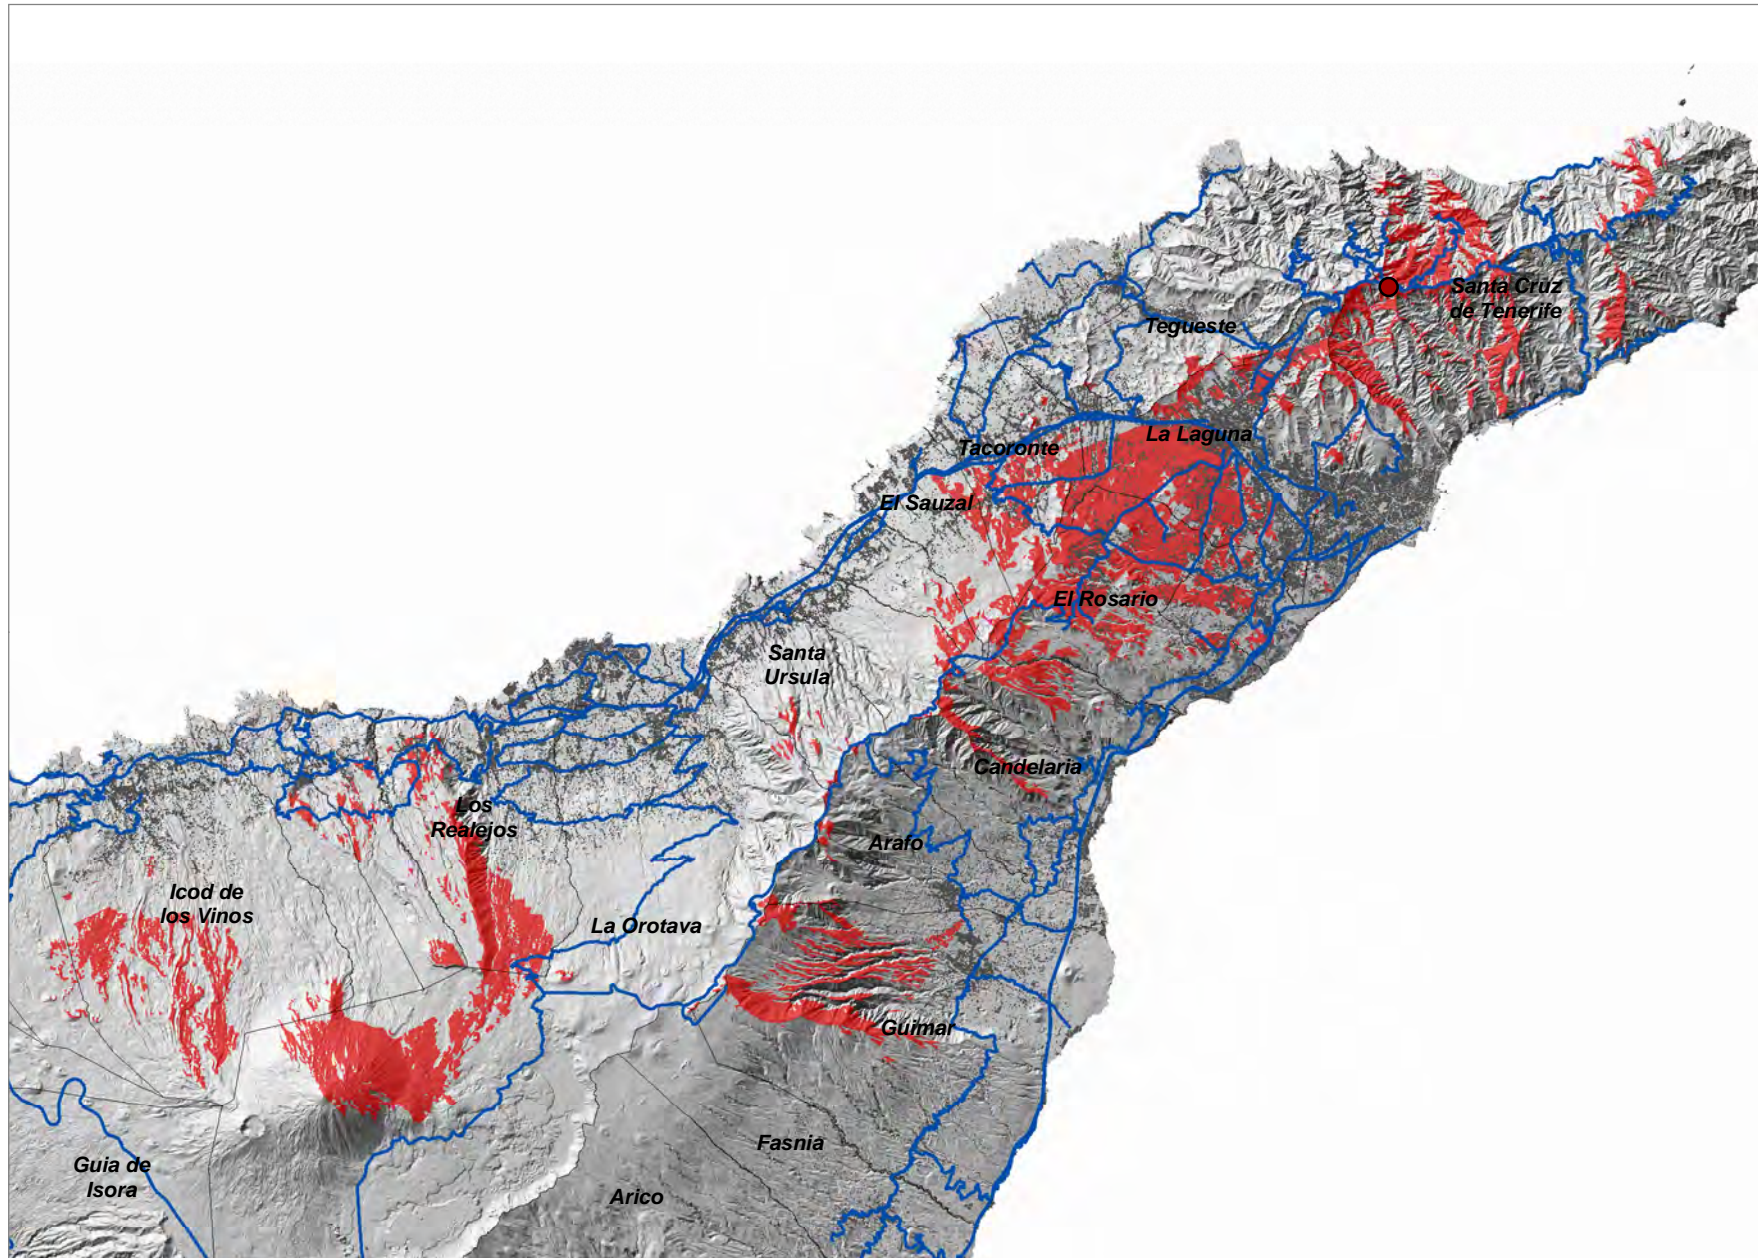 Santa Cruz
de Tenerife
Tegueste
La Laguna
Tacoronte
El Sauzal
El Rosario
Santa
Ursula
Candelaria
Los
Realejos
Arafo
Icod de
los Vinos
La Orotava
Guimar
Fasnia
Guia de
Isora
Arico